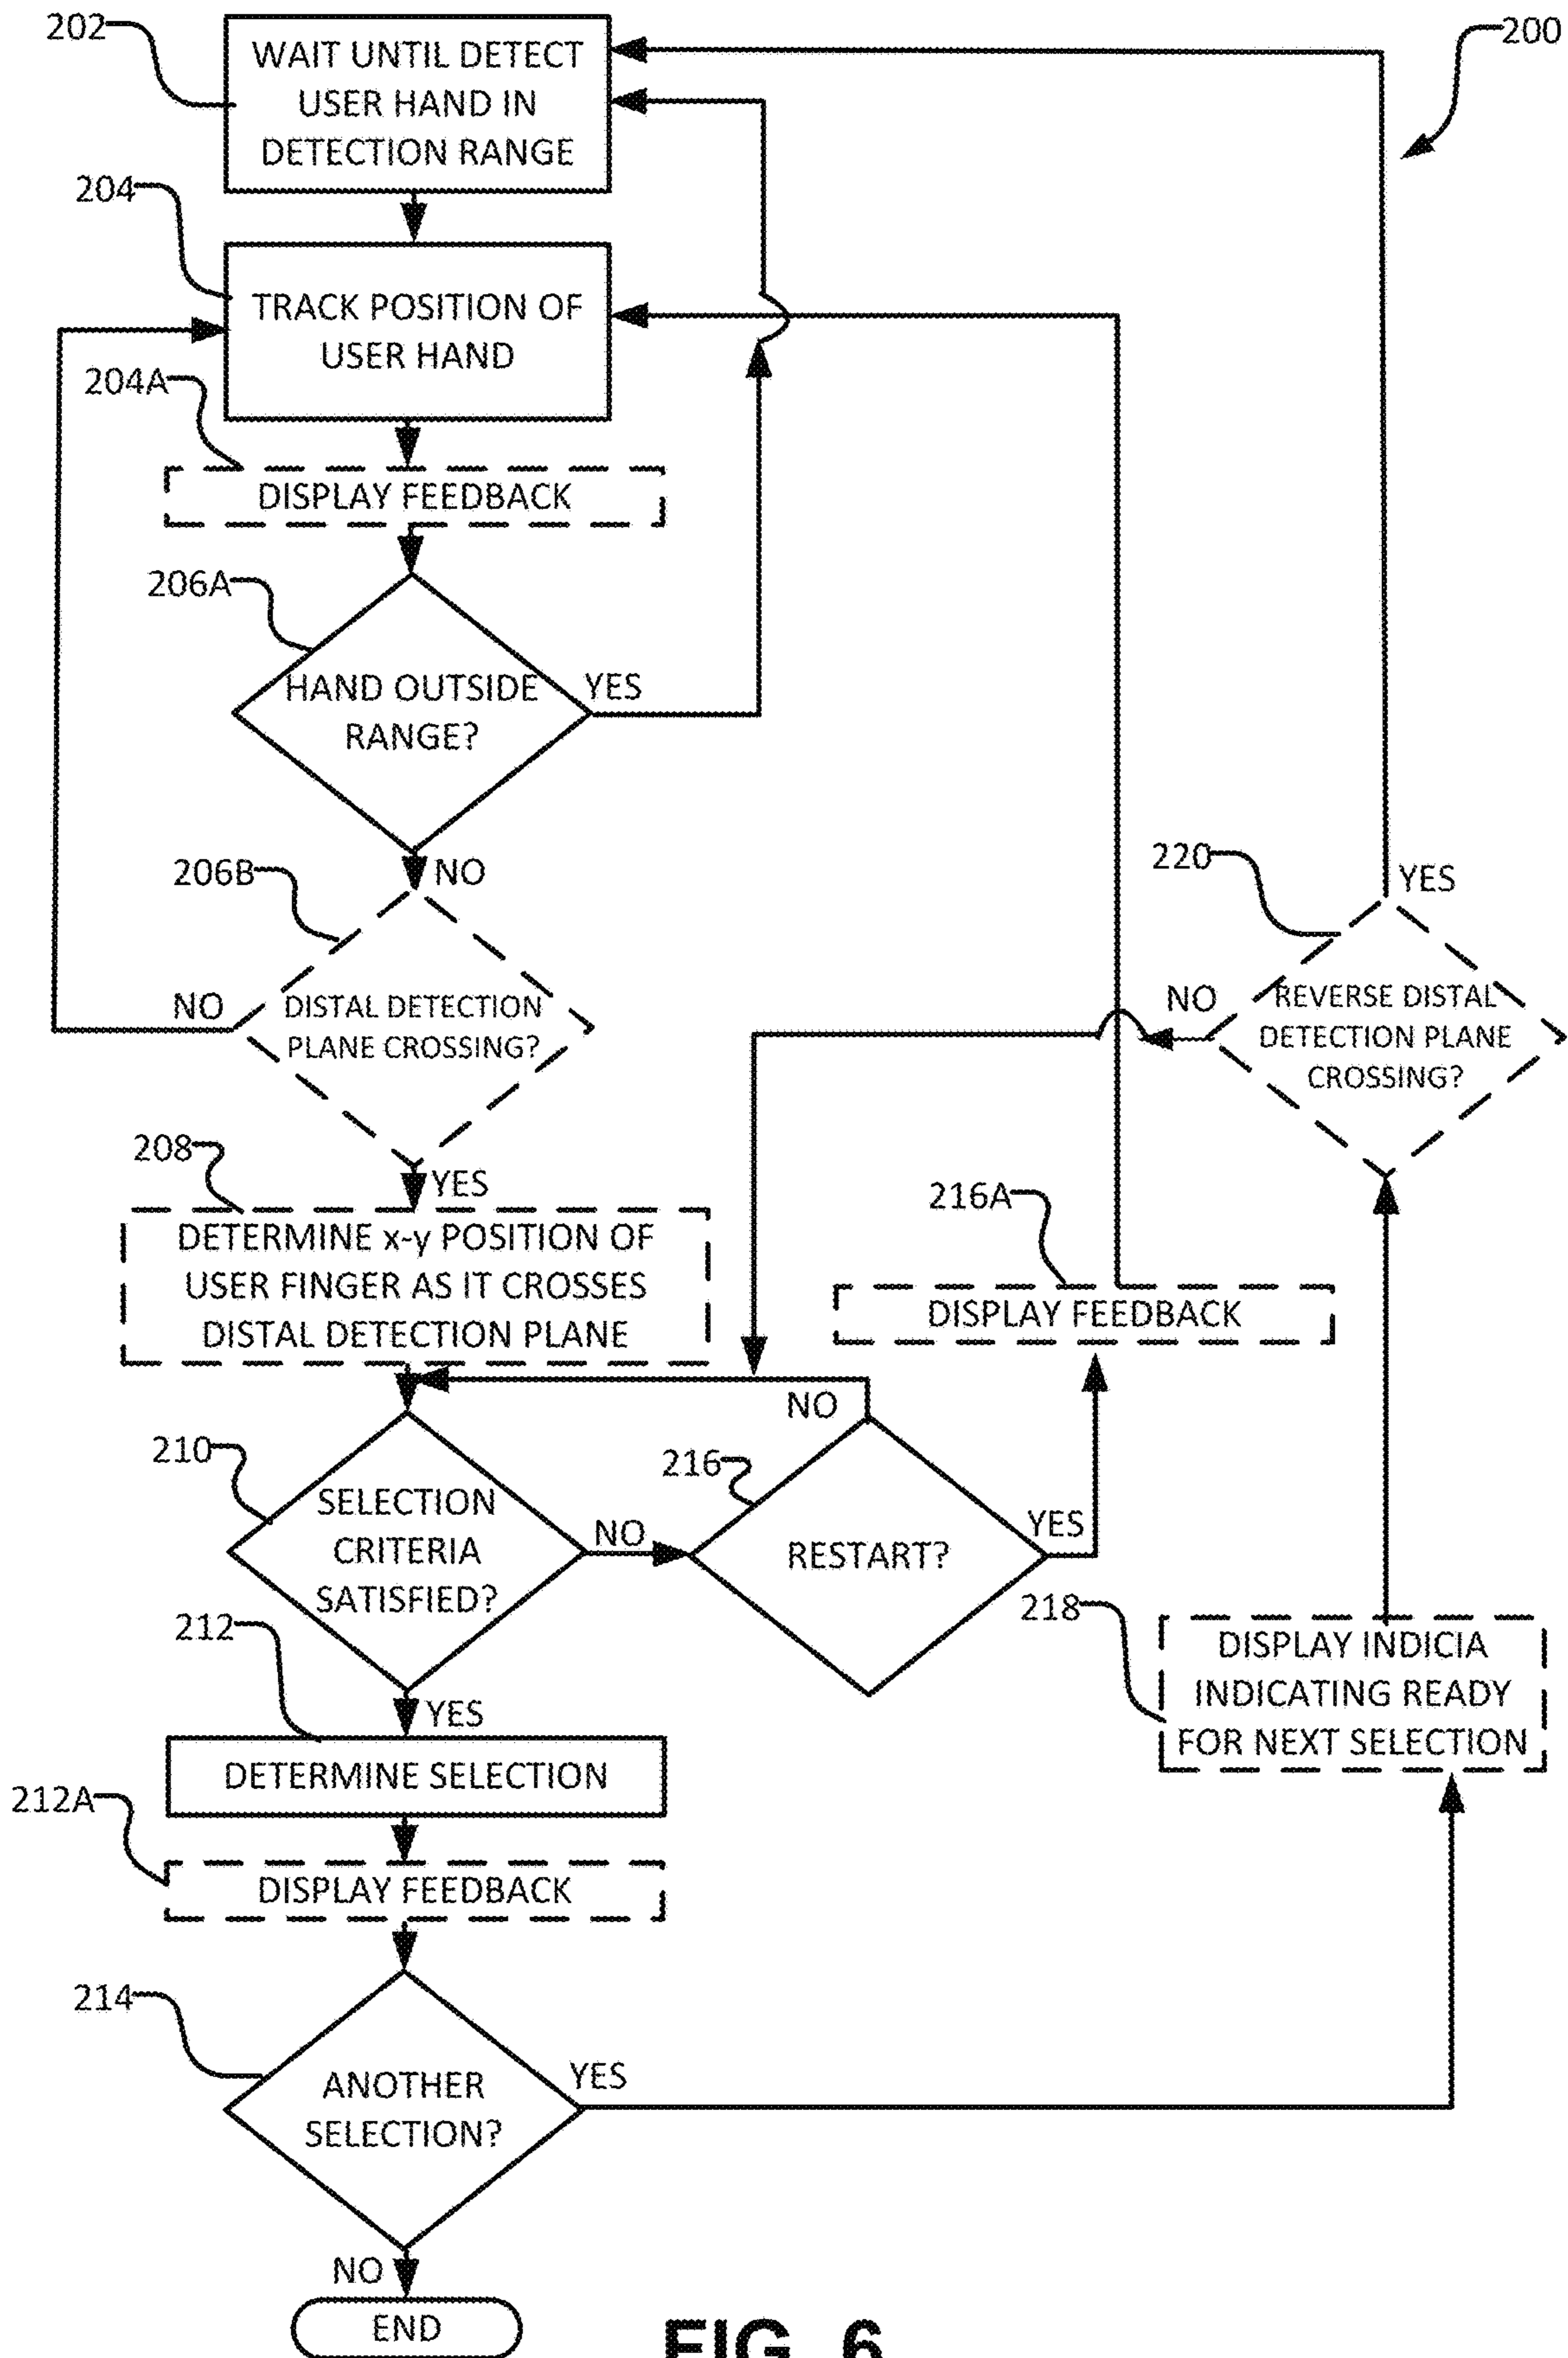 202
WAIT UNTIL DETECT
USER HAND IN
DETECTION RANGE
200
204
TRACK POSITION OF
USER HAND
204A
DISPLAY FEEDBACK
206A
HAND OUTSIDE
RANGE?
YES
NO
206B
DISTAL DETECTION
PLANE CROSSING?
NO
YES
220
YES
NO
REVERSE DISTAL
DETECTION PLANE
CROSSING?
208
DETERMINE x-y POSITION OF
USER FINGER AS IT CROSSES
DISTAL DETECTION PLANE
216A
DISPLAY FEEDBACK
210
SELECTION
CRITERIA
SATISFIED?
NO
YES
216
NO
RESTART?
YES
218
DISPLAY INDICIA
INDICATING READY
FOR NEXT SELECTION
212
DETERMINE SELECTION
212A
DISPLAY FEEDBACK
214
ANOTHER
SELECTION?
YES
NO
END
FIG. 6